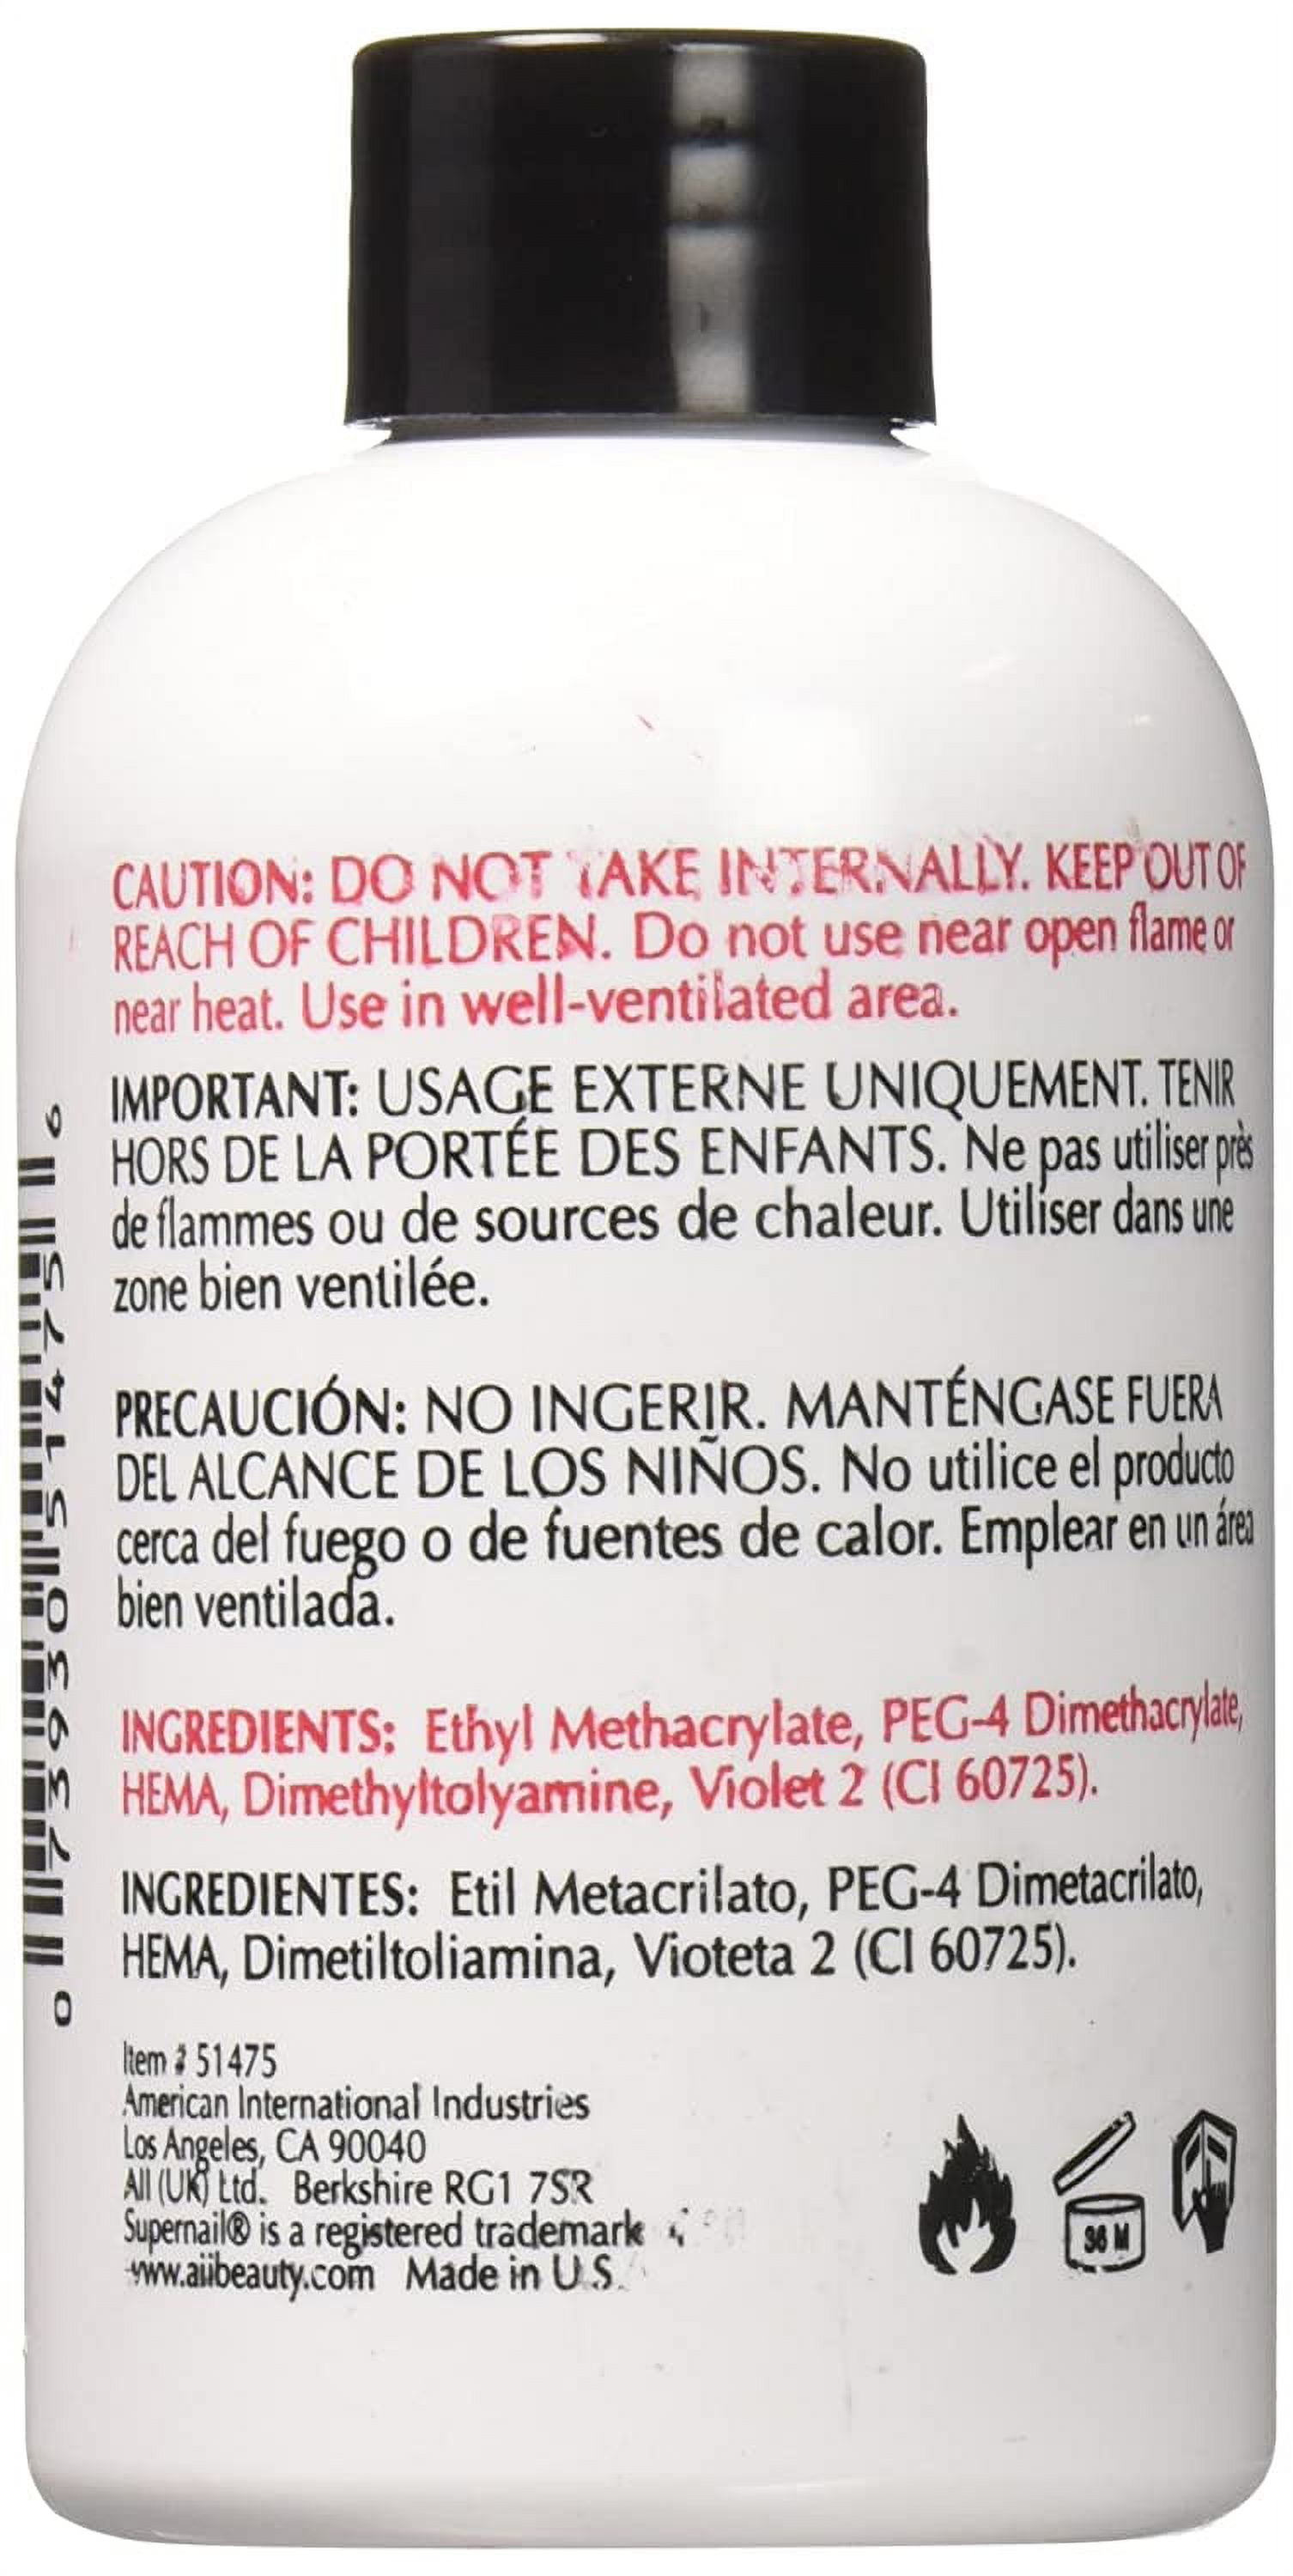 CAUTION: DO NOT TAKE INTERNALLY. KEEP OUT OF
REACH OF CHILDREN. Do not use near open flame or
near heat. Use in well-ventilated area.
IMPORTANT: USAGE EXTERNE UNIQUEMENT. TENIR
HORS DE LA PORTÉE DES ENFANTS. Ne pas utiliser près
de flammes ou de sources de chaleur. Utiliser dans une
zone bien ventilée.
PRECAUCIÓN: NO INGERIR. MANTÉNGASE FUERA
DEL ALCANCE DE LOS NIÑOS. No utilice el producto
cerca del fuego o de fuentes de calor. Emplear en un área
bien ventilada.
INGREDIENTS: Ethyl Methacrylate, PEG-4 Dimethacrylate,
HEMA, Dimethyltolyamine, Violet 2 (CI 60725).
INGREDIENTES: Etil Metacrilato, PEG-4 Dimetacrilato,
HEMA, Dimetiltoliamina, Vioteta 2 (CI 60725).
Item # 51475
American International Industries
Los Angeles, CA 90040
AII (UK) Ltd. Berkshire RG1 7SR
Supernail® is a registered trademark
www.aiibeauty.com Made in U.S.
36 M
0 73930 51475 6